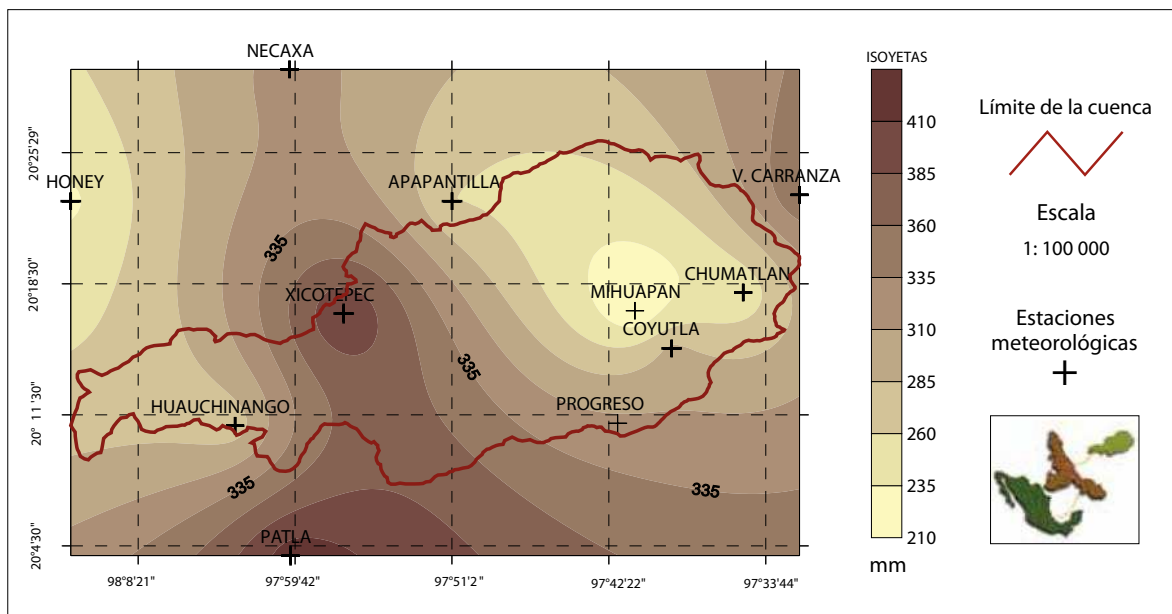 NECAXA
HONEY
APAPANTILLA
V. CARRANZA
335
XICOTEPEC
CHUMATLAN
MIHUAPAN
COYUTLA
335
HUAUCHINANGO
PROGRESO
335
335
PATLA
20°25'29"
20°18'30"
20° 11'30"
20°4'30"
98°8'21"
97°59'42"
97°51'2"
97°42'22"
97°33'44"
ISOYETAS
410
385
360
335
310
285
260
235
210
mm
Límite de la cuenca
Escala
1: 100 000
Estaciones
meteorológicas